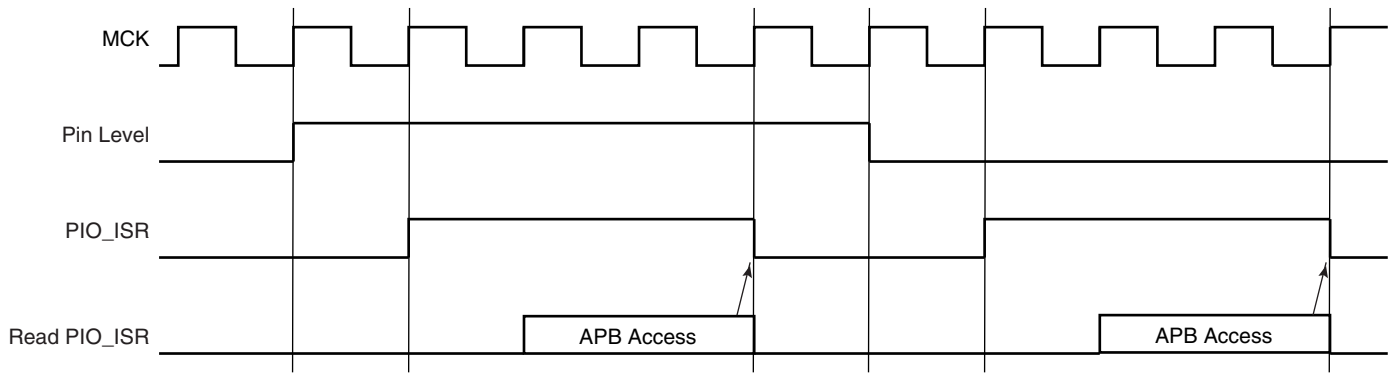 MCK
Pin Level
PIO_ISR
Read PIO_ISR
APB Access
APB Access